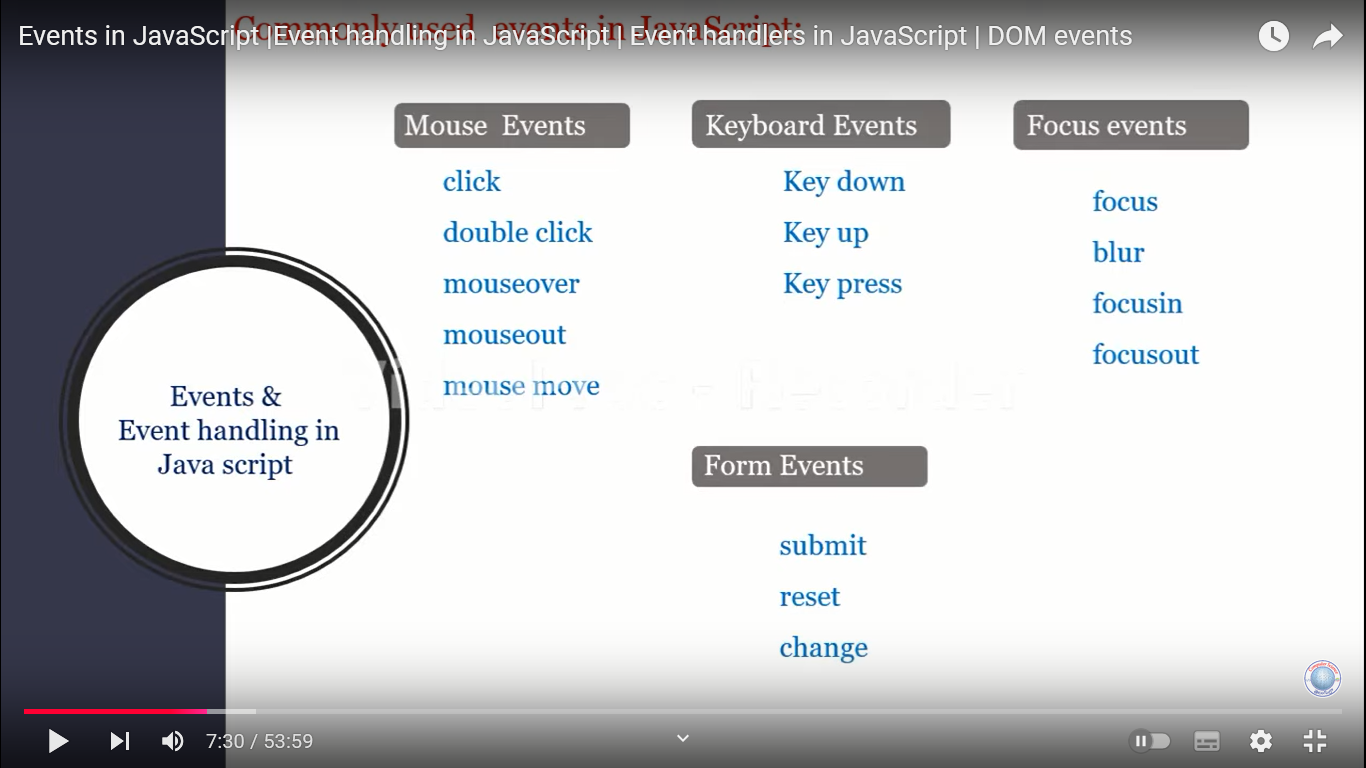 Commonly used events in JavaScript:
Events in JavaScript |Event handling in JavaScript | Event handlers in JavaScript | DOM events
Mouse Events
click
double click
mouseover
mouseout
mouse move
Keyboard Events
Key down
Key up
Key press
Focus events
focus
blur
focusin
focusout
Events &
Event handling in
Java script
Form Events
submit
reset
change
7:30 / 53:59